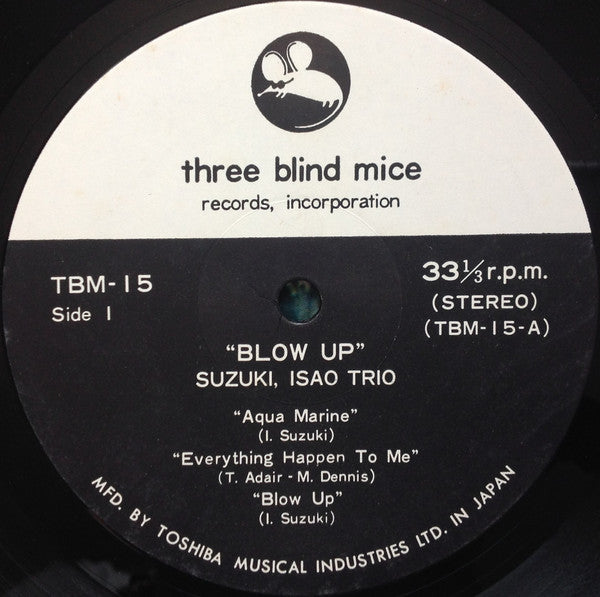 three blind mice
records, incorporation
TBM-15
33⅓ r.p.m.
Side 1
(STEREO)
(TBM-15-A)
"BLOW UP"
SUZUKI, ISAO TRIO
"Aqua Marine"
(I. Suzuki)
"Everything Happen To Me"
(T. Adair - M. Dennis)
"Blow Up"
(I. Suzuki)
MFD. BY TOSHIBA MUSICAL INDUSTRIES LTD. IN JAPAN